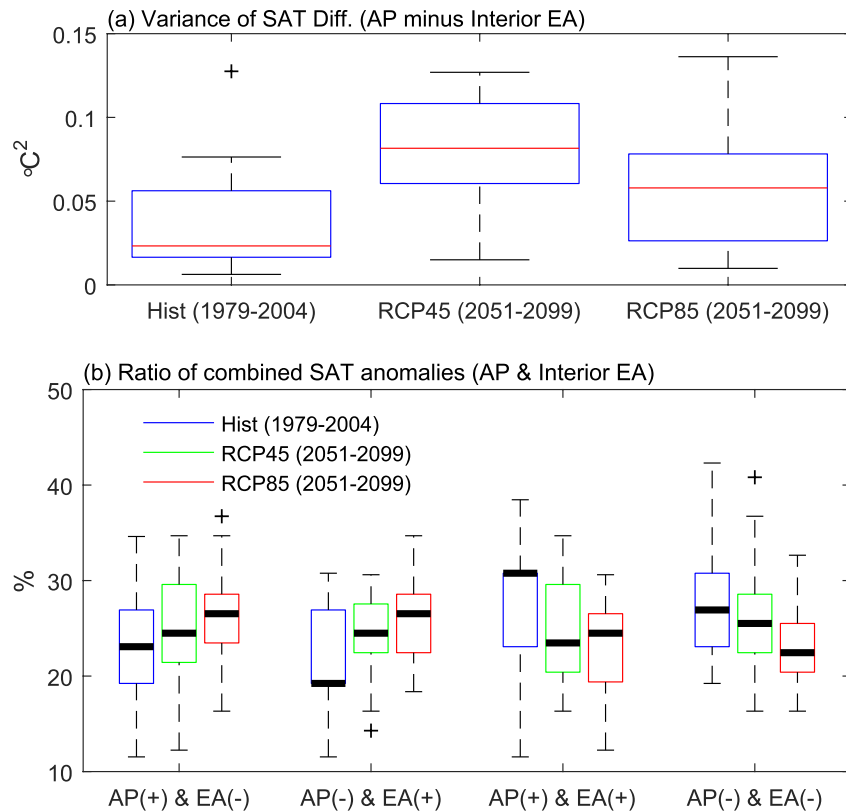 (a) Variance of SAT Diff. (AP minus Interior EA)
0.15
0.1
0.05
0
°C²
Hist (1979-2004) RCP45 (2051-2099) RCP85 (2051-2099)
(b) Ratio of combined SAT anomalies (AP & Interior EA)
50
40
30
20
10
%
Hist (1979-2004)
RCP45 (2051-2099)
RCP85 (2051-2099)
AP(+) & EA(-) AP(-) & EA(+) AP(+) & EA(+) AP(-) & EA(-)